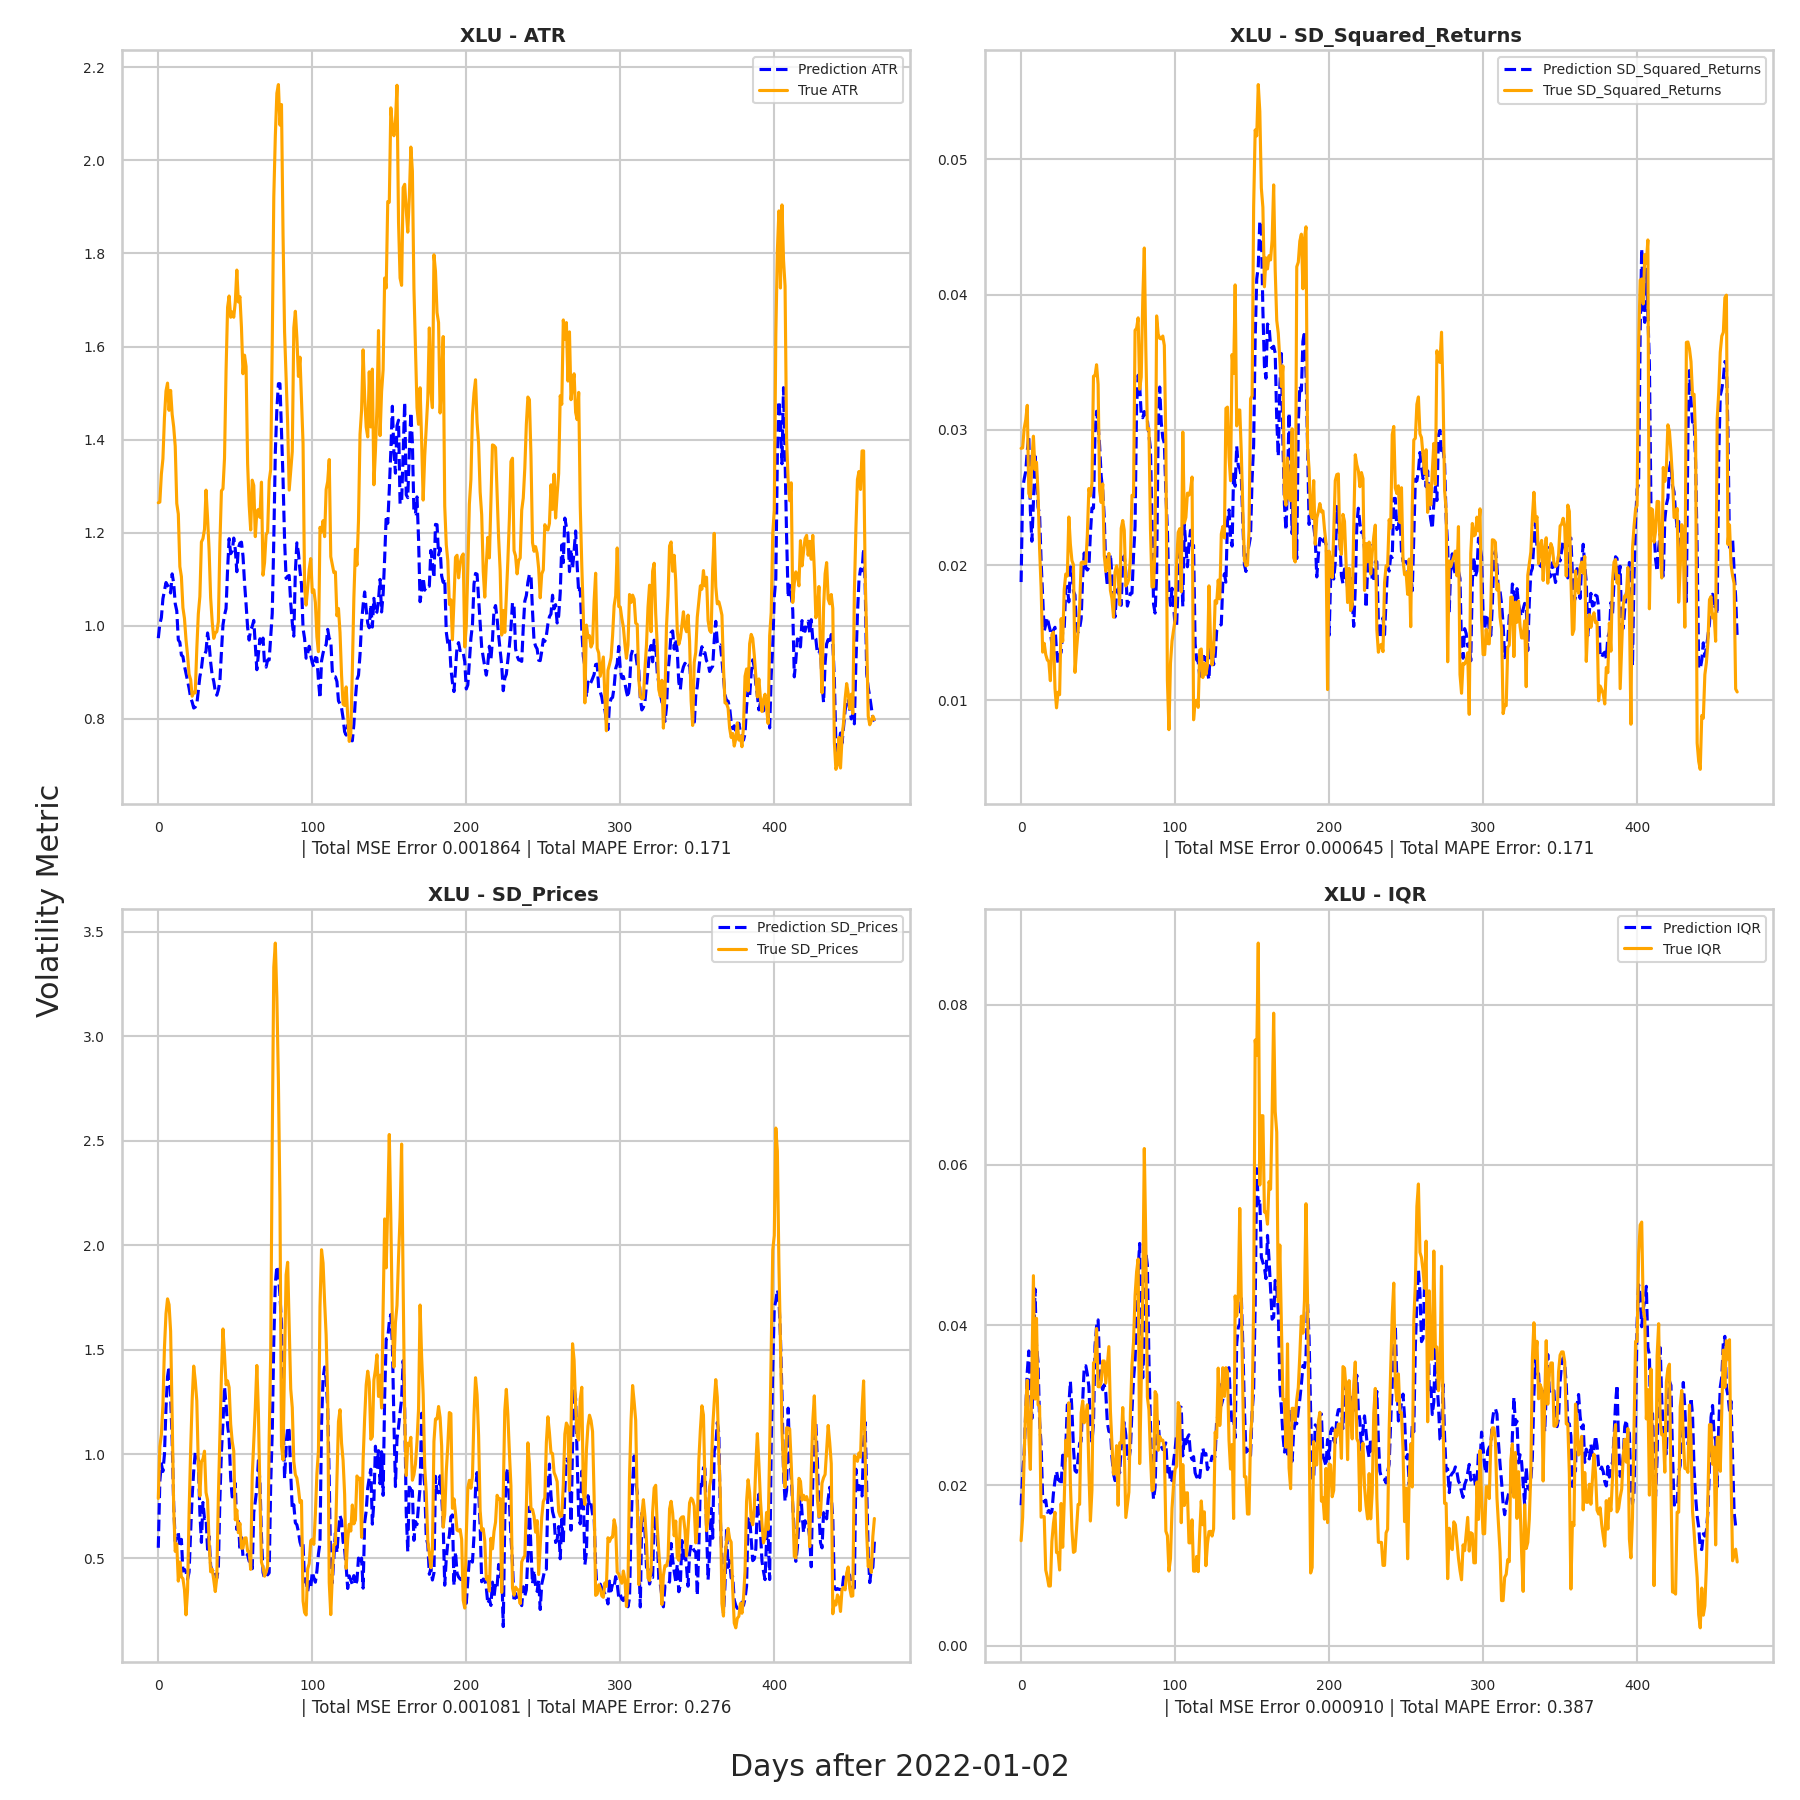 XLU - ATR
Prediction ATR
True ATR
2.2
2.0
1.8
1.6
1.4
1.2
1.0
0.8
0 100 200 300 400
| Total MSE Error 0.001864 | Total MAPE Error: 0.171
XLU - SD_Squared_Returns
Prediction SD_Squared_Returns
True SD_Squared_Returns
0.05
0.04
0.03
0.02
0.01
0 100 200 300 400
| Total MSE Error 0.000645 | Total MAPE Error: 0.171
Volatility Metric
XLU - SD_Prices
Prediction SD_Prices
True SD_Prices
3.5
3.0
2.5
2.0
1.5
1.0
0.5
0 100 200 300 400
| Total MSE Error 0.001081 | Total MAPE Error: 0.276
XLU - IQR
Prediction IQR
True IQR
0.08
0.06
0.04
0.02
0.00
0 100 200 300 400
| Total MSE Error 0.000910 | Total MAPE Error: 0.387
Days after 2022-01-02